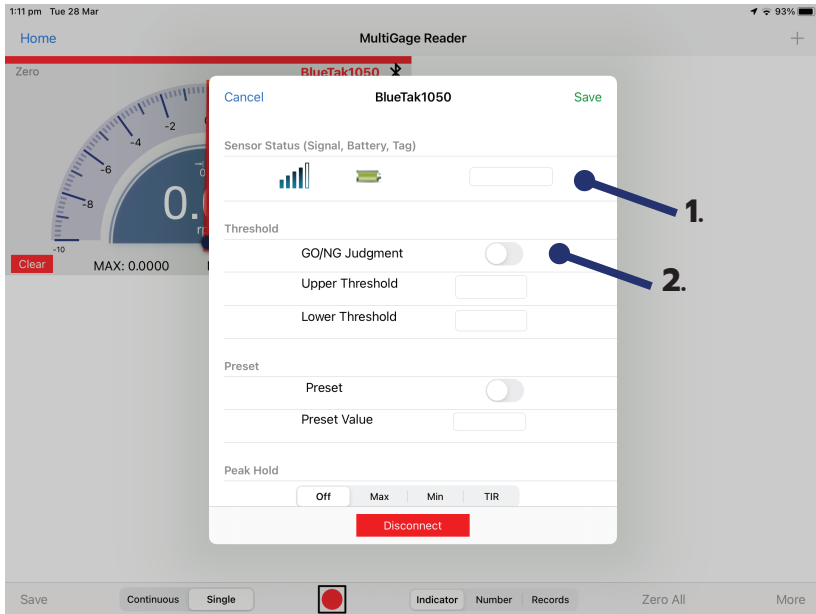 1:11 pm Tue 28 Mar 93%
Home MultiGage Reader +
Zero BlueTak1050
Cancel BlueTak1050 Save
-2
-4
-6
-8
-10
0.
Sensor Status (Signal, Battery, Tag)
1.
Threshold
GO/NG Judgment
2.
Upper Threshold
Lower Threshold
Clear MAX: 0.0000
Preset
Preset
Preset Value
Peak Hold
Off Max Min TIR
Disconnect
Save Continuous Single Indicator Number Records Zero All More